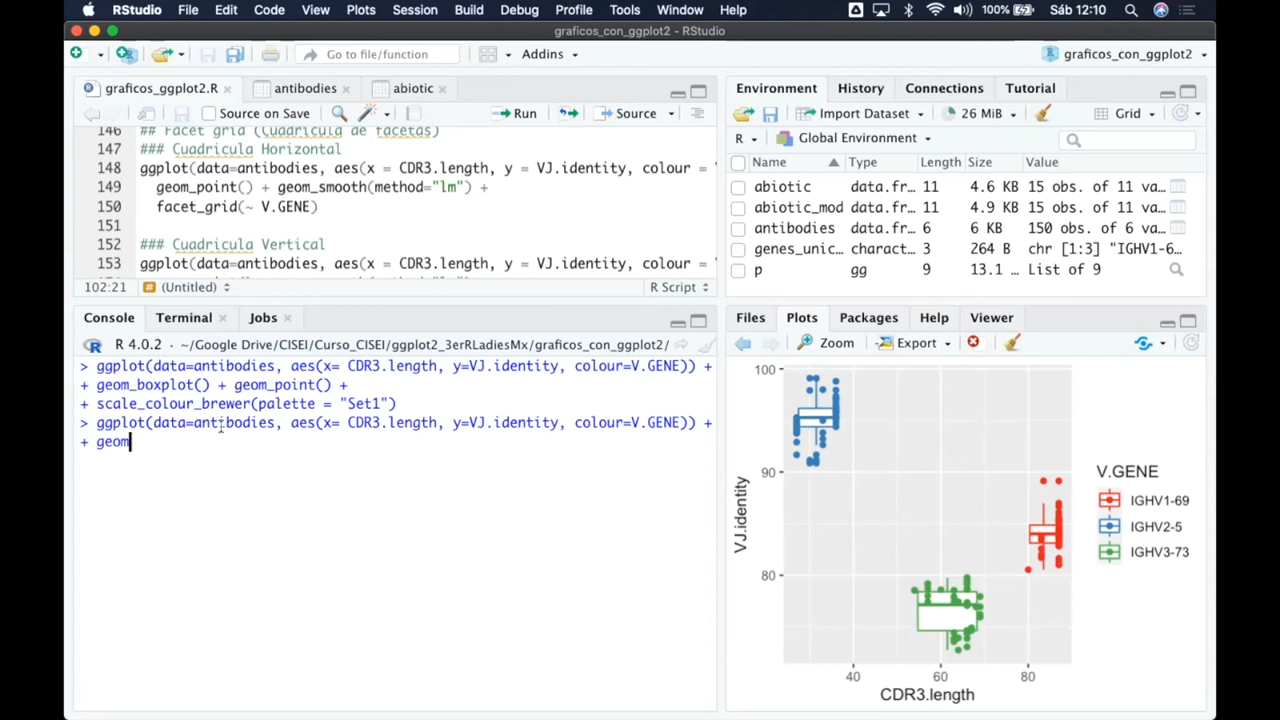 RStudio File Edit Code View Plots Session Build Debug Profile Tools Window Help 100% Sáb 12:10
graficos_con_ggplot2 - RStudio
Go to file/function Addins graficos_con_ggplot2
graficos_ggplot2.R antibodies abiotic
Source on Save Run Source
146 ## Facet grid (Cuadricula de facetas)
147 ### Cuadricula Horizontal
148 ggplot(data=antibodies, aes(x = CDR3.length, y = VJ.identity, colour =
149 geom_point() + geom_smooth(method="lm") +
150 facet_grid(~ V.GENE)
151
152 ### Cuadricula Vertical
153 ggplot(data=antibodies, aes(x = CDR3.length, y = VJ.identity, colour =
102:21 # (Untitled) R Script
Console Terminal Jobs
R 4.0.2 · ~/Google Drive/CISEI/Curso_CISEI/ggplot2_3erRLadiesMx/graficos_con_ggplot2/
> ggplot(data=antibodies, aes(x= CDR3.length, y=VJ.identity, colour=V.GENE)) +
+ geom_boxplot() + geom_point() +
+ scale_colour_brewer(palette = "Set1")
> ggplot(data=antibodies, aes(x= CDR3.length, y=VJ.identity, colour=V.GENE)) +
+ geom
Environment History Connections Tutorial
Import Dataset 26 MiB Grid
R Global Environment
Name Type Length Size Value
abiotic data.fr… 11 4.6 KB 15 obs. of 11 va…
abiotic_mod data.fr… 11 4.9 KB 15 obs. of 11 va…
antibodies data.fr… 6 6 KB 150 obs. of 6 va…
genes_unic… charact… 3 264 B chr [1:3] "IGHV1-6…
p gg 9 13.1 … List of 9
Files Plots Packages Help Viewer
Zoom Export
100
90
80
VJ.identity
40 60 80
CDR3.length
V.GENE
IGHV1-69
IGHV2-5
IGHV3-73